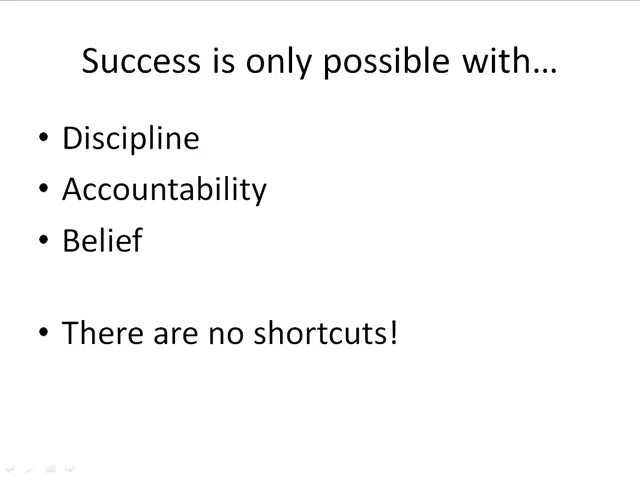 Success is only possible with…
• Discipline
• Accountability
• Belief
• There are no shortcuts!